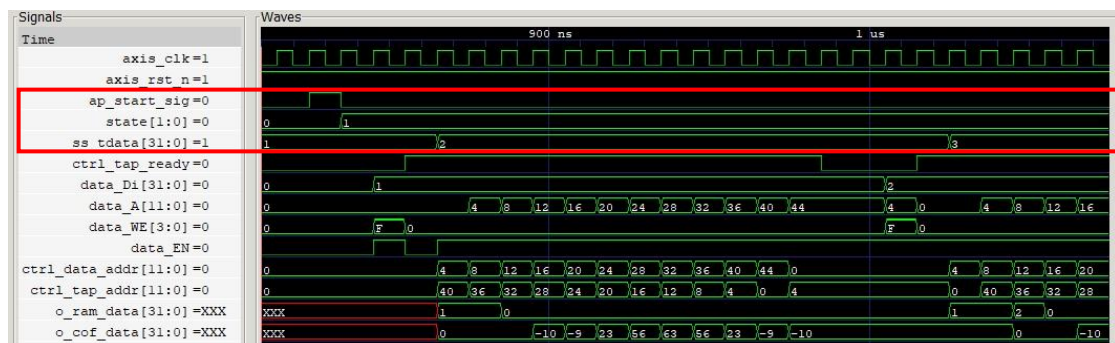 Signals Waves
Time 900 ns 1 us
axis_clk=1
axis_rst_n=1
ap_start_sig=0
state[1:0]=0 0 1
ss_tdata[31:0]=1 1 2 3
ctrl_tap_ready=0
data_Di[31:0]=0 0 1 2
data_A[11:0]=0 0 4 8 12 16 20 24 28 32 36 40 44 4 0 4 8 12 16
data_WE[3:0]=0 0 F 0 F 0
data_EN=0
ctrl_data_addr[11:0]=0 0 4 8 12 16 20 24 28 32 36 40 44 0 4 8 12 16 20
ctrl_tap_addr[11:0]=0 0 40 36 32 28 24 20 16 12 8 4 0 4 0 40 36 32 28
o_ram_data[31:0]=XXX XXX 1 0 1 2 0
o_cof_data[31:0]=XXX XXX 0 -10 -9 23 56 63 56 23 -9 -10 0 -10